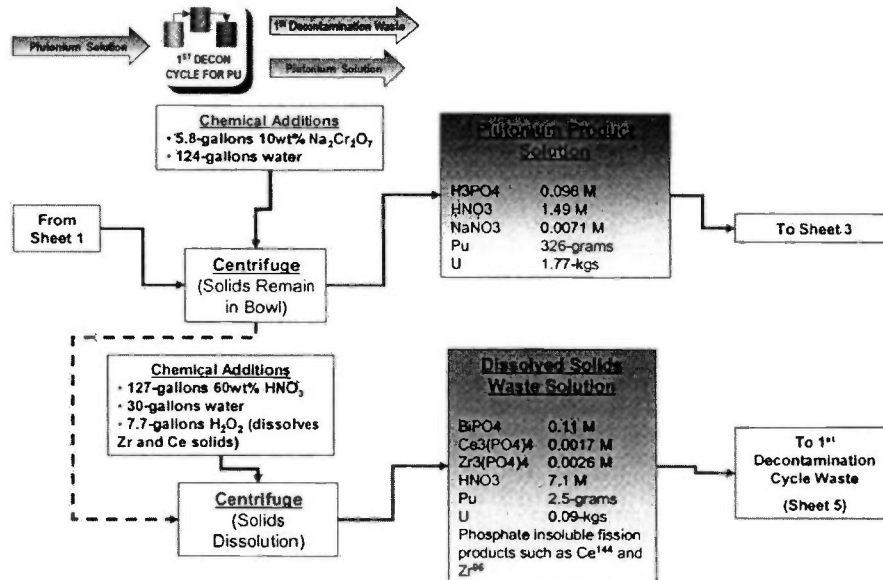 Plutonium Solution
1ST DECON
CYCLE FOR PU
1ST Decontamination Waste
Plutonium Solution
Chemical Additions
• 5.8-gallons 10wt% Na2Cr2O7
• 124-gallons water
From
Sheet 1
Centrifuge
(Solids Remain
in Bowl)
Plutonium Product
Solution
H3PO4 0.098 M
HNO3 1.49 M
NaNO3 0.0071 M
Pu 326-grams
U 1.77-kgs
To Sheet 3
Chemical Additions
• 127-gallons 60wt% HNO3
• 30-gallons water
• 7.7-gallons H2O2 (dissolves
Zr and Ce solids)
Centrifuge
(Solids
Dissolution)
Dissolved Solids
Waste Solution
BiPO4 0.11 M
Ce3(PO4)4 0.0017 M
Zr3(PO4)4 0.0026 M
HNO3 7.1 M
Pu 2.5-grams
U 0.09-kgs
Phosphate insoluble fission
products such as Ce144 and
Zr95
To 1st
Decontamination
Cycle Waste
(Sheet 5)